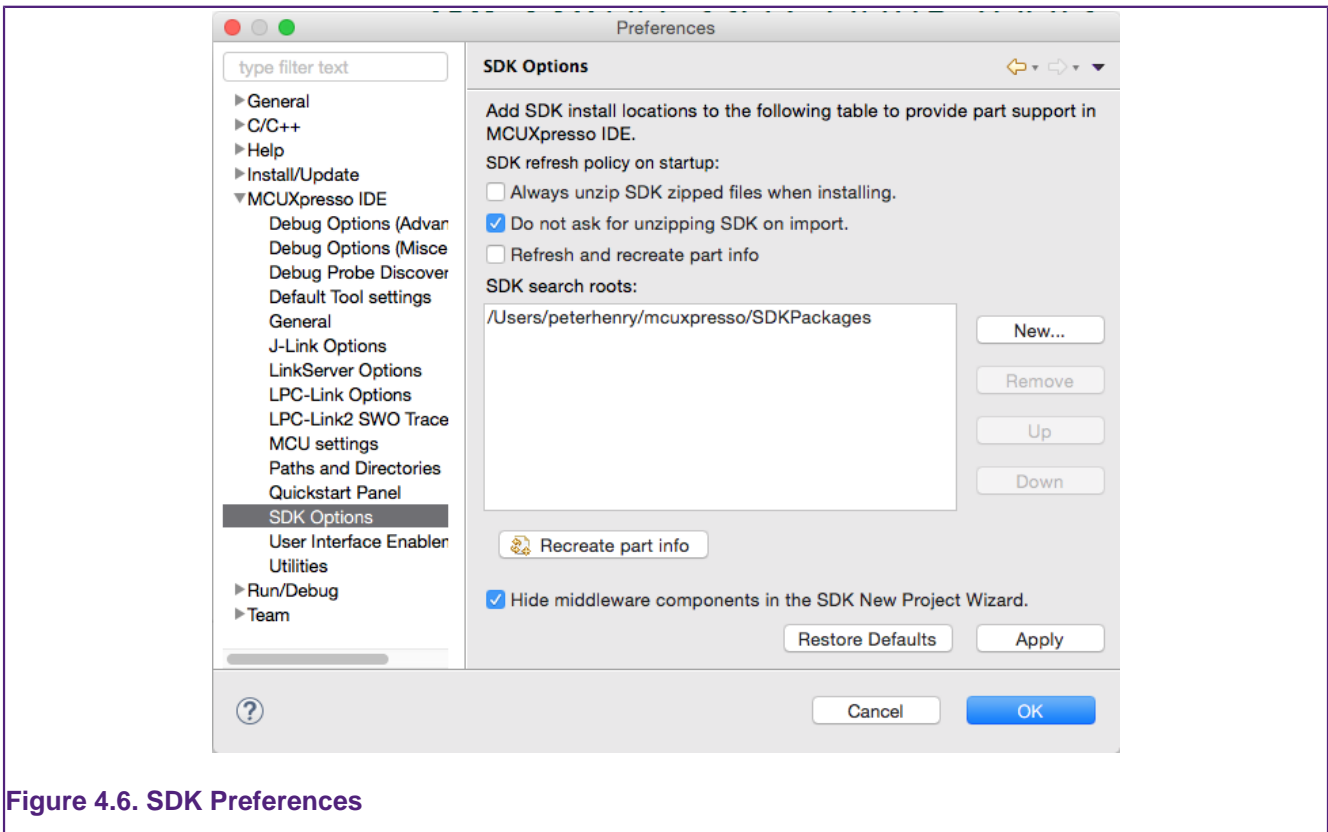 Preferences
type filter text
General
C/C++
Help
Install/Update
MCUXpresso IDE
Debug Options (Advan
Debug Options (Misce
Debug Probe Discover
Default Tool settings
General
J-Link Options
LinkServer Options
LPC-Link Options
LPC-Link2 SWO Trace
MCU settings
Paths and Directories
Quickstart Panel
SDK Options
User Interface Enablen
Utilities
Run/Debug
Team
SDK Options
Add SDK install locations to the following table to provide part support in
MCUXpresso IDE.
SDK refresh policy on startup:
Always unzip SDK zipped files when installing.
Do not ask for unzipping SDK on import.
Refresh and recreate part info
SDK search roots:
/Users/peterhenry/mcuxpresso/SDKPackages
New...
Remove
Up
Down
Recreate part info
Hide middleware components in the SDK New Project Wizard.
Restore Defaults
Apply
?
Cancel
OK
Figure 4.6. SDK Preferences